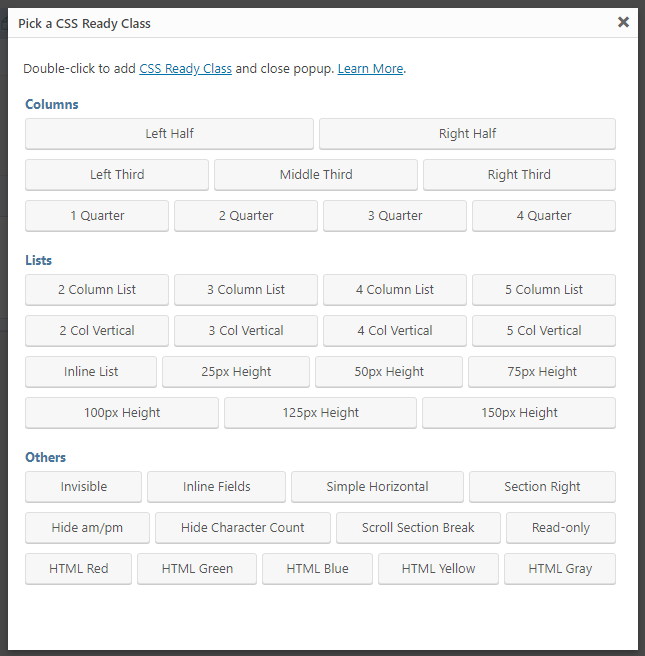 Pick a CSS Ready Class
Double-click to add CSS Ready Class and close popup. Learn More.
Columns
Left Half Right Half
Left Third Middle Third Right Third
1 Quarter 2 Quarter 3 Quarter 4 Quarter
Lists
2 Column List 3 Column List 4 Column List 5 Column List
2 Col Vertical 3 Col Vertical 4 Col Vertical 5 Col Vertical
Inline List 25px Height 50px Height 75px Height
100px Height 125px Height 150px Height
Others
Invisible Inline Fields Simple Horizontal Section Right
Hide am/pm Hide Character Count Scroll Section Break Read-only
HTML Red HTML Green HTML Blue HTML Yellow HTML Gray